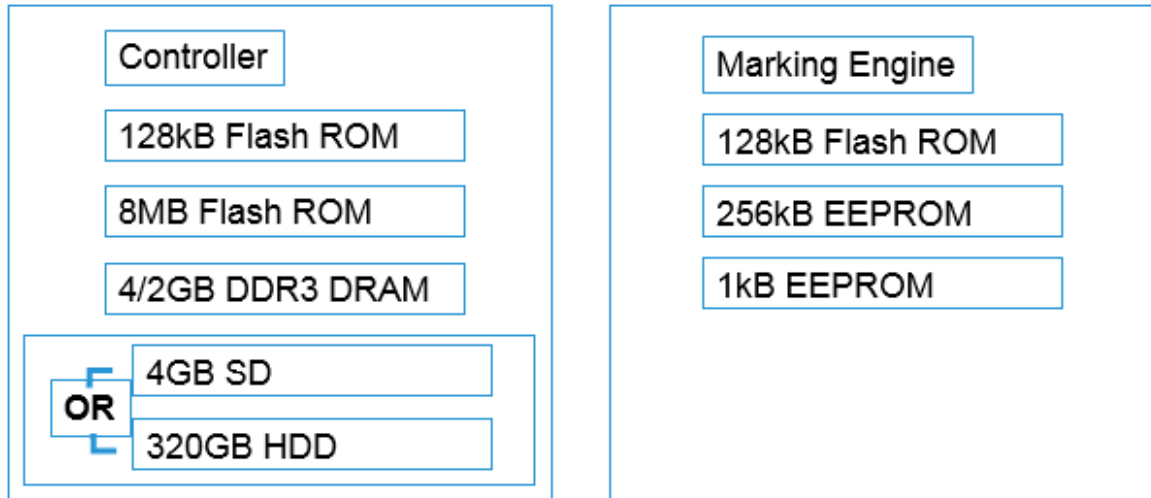 Controller
128kB Flash ROM
8MB Flash ROM
4/2GB DDR3 DRAM
4GB SD
OR
320GB HDD
Marking Engine
128kB Flash ROM
256kB EEPROM
1kB EEPROM